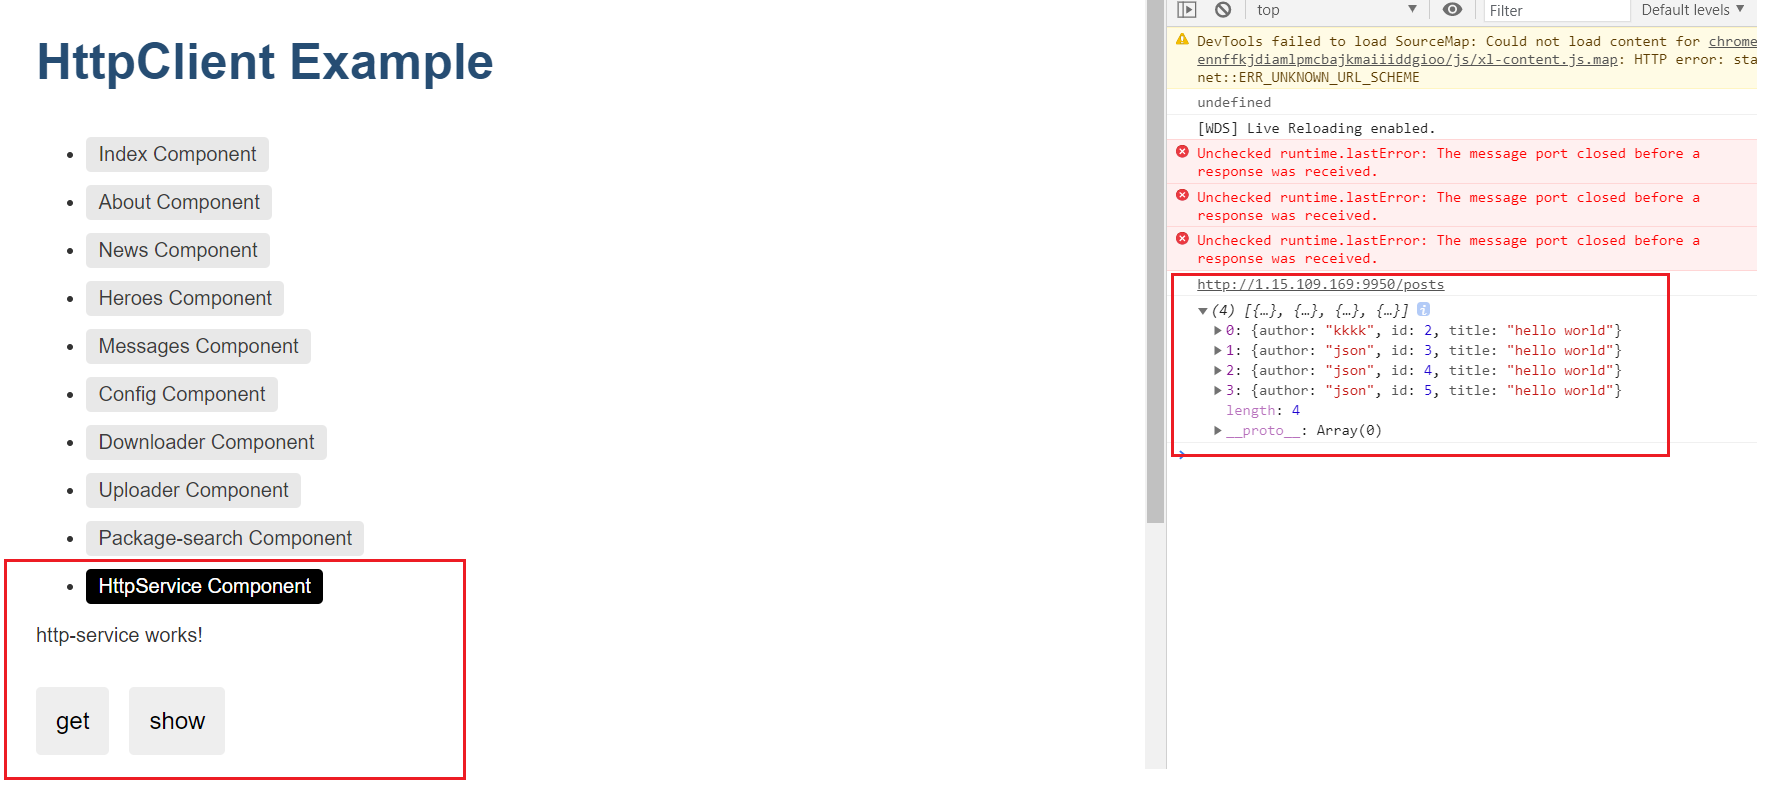 HttpClient Example
Index Component
About Component
News Component
Heroes Component
Messages Component
Config Component
Downloader Component
Uploader Component
Package-search Component
HttpService Component
http-service works!
get show
top Filter Default levels
DevTools failed to load SourceMap: Could not load content for chrome
ennffkjdiamlpmcbajkmaiiiddgioo/js/xl-content.js.map: HTTP error: sta
net::ERR_UNKNOWN_URL_SCHEME
undefined
[WDS] Live Reloading enabled.
Unchecked runtime.lastError: The message port closed before a
response was received.
Unchecked runtime.lastError: The message port closed before a
response was received.
Unchecked runtime.lastError: The message port closed before a
response was received.
http://1.15.109.169:9950/posts
(4) [{…}, {…}, {…}, {…}]
0: {author: "kkkk", id: 2, title: "hello world"}
1: {author: "json", id: 3, title: "hello world"}
2: {author: "json", id: 4, title: "hello world"}
3: {author: "json", id: 5, title: "hello world"}
length: 4
__proto__: Array(0)